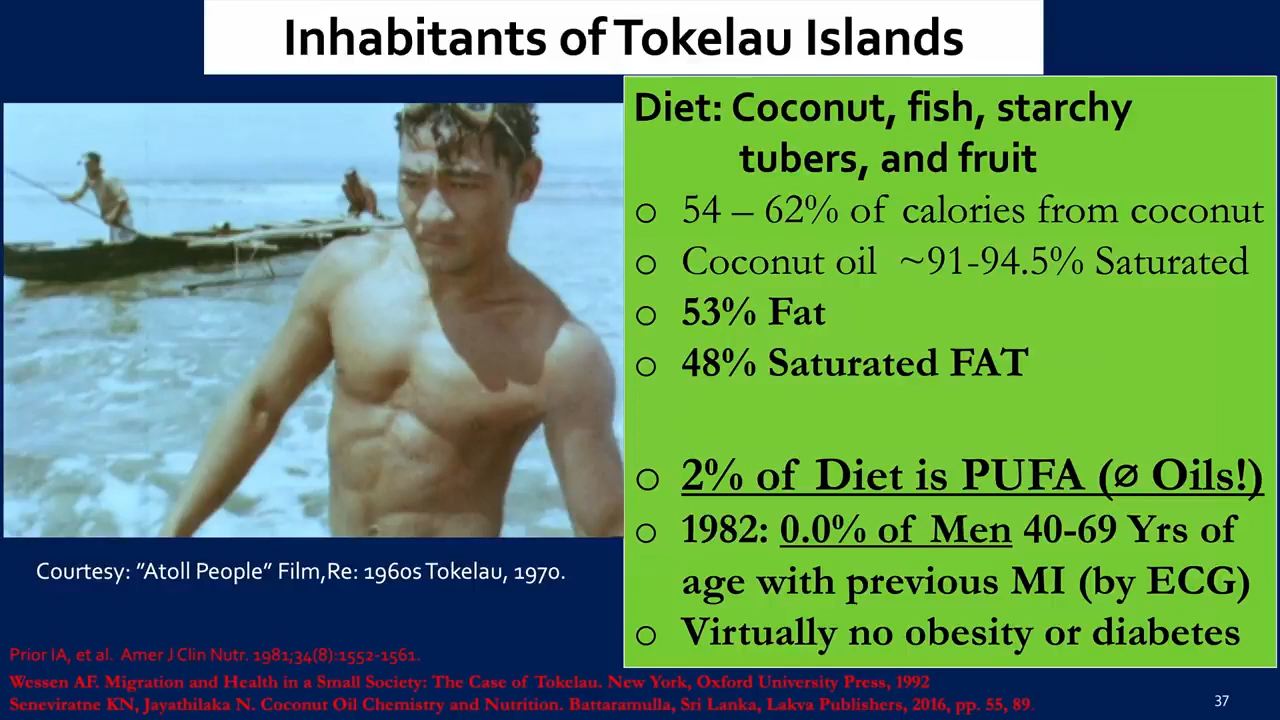 Inhabitants of Tokelau Islands
Diet: Coconut, fish, starchy
tubers, and fruit
o 54 – 62% of calories from coconut
o Coconut oil ~91-94.5% Saturated
o 53% Fat
o 48% Saturated FAT
o 2% of Diet is PUFA (∅ Oils!)
o 1982: 0.0% of Men 40-69 Yrs of
age with previous MI (by ECG)
o Virtually no obesity or diabetes
Courtesy: ”Atoll People” Film,Re: 1960s Tokelau, 1970.
Prior IA, et al. Amer J Clin Nutr. 1981;34(8):1552-1561.
Wessen AF. Migration and Health in a Small Society: The Case of Tokelau. New York, Oxford University Press, 1992
Seneviratne KN, Jayathilaka N. Coconut Oil Chemistry and Nutrition. Battaramulla, Sri Lanka, Lakva Publishers, 2016, pp. 55, 89.
37